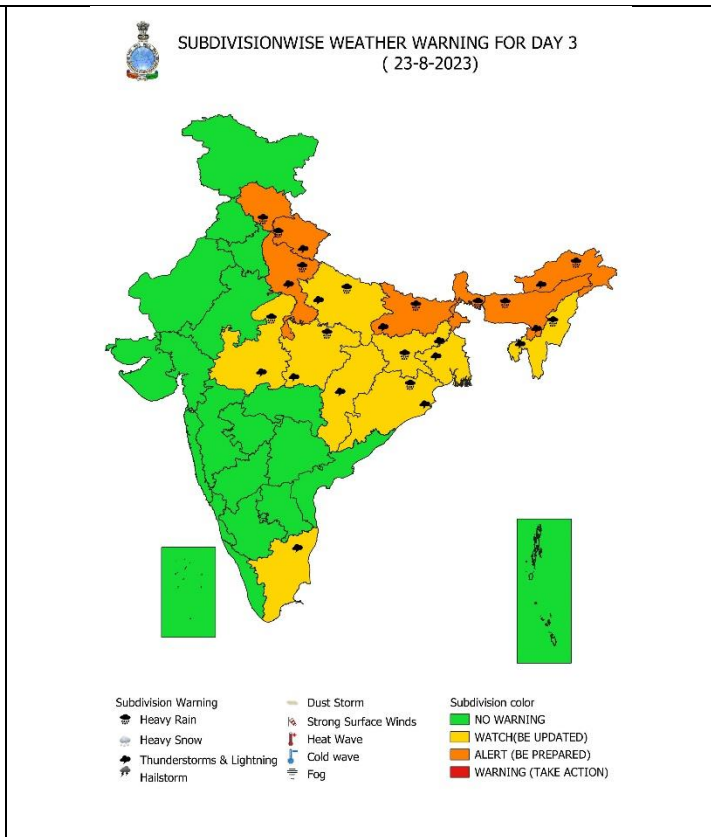 SUBDIVISIONWISE WEATHER WARNING FOR DAY 3
( 23-8-2023)
Subdivision Warning
Heavy Rain
Heavy Snow
Thunderstorms & Lightning
Hailstorm
Dust Storm
Strong Surface Winds
Heat Wave
Cold wave
Fog
Subdivision color
NO WARNING
WATCH(BE UPDATED)
ALERT (BE PREPARED)
WARNING (TAKE ACTION)